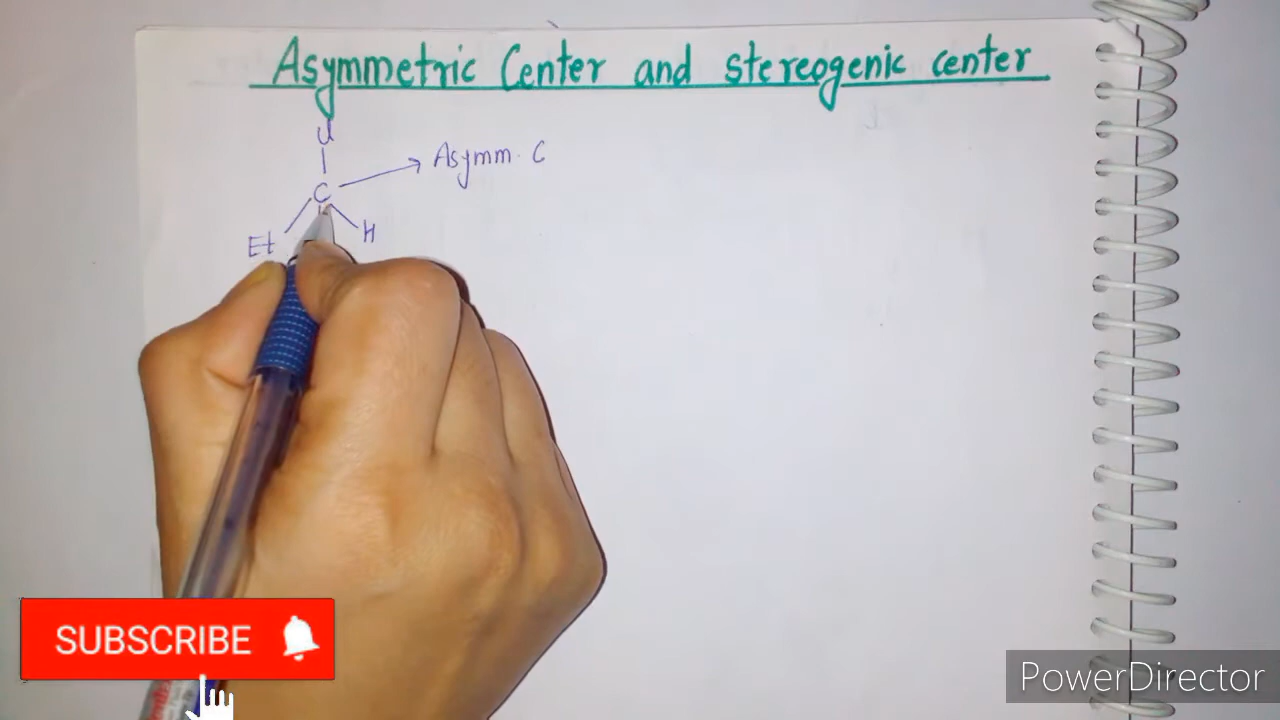 Asymmetric Center and stereogenic center
C → Asymm. C
Et H
SUBSCRIBE
PowerDirector